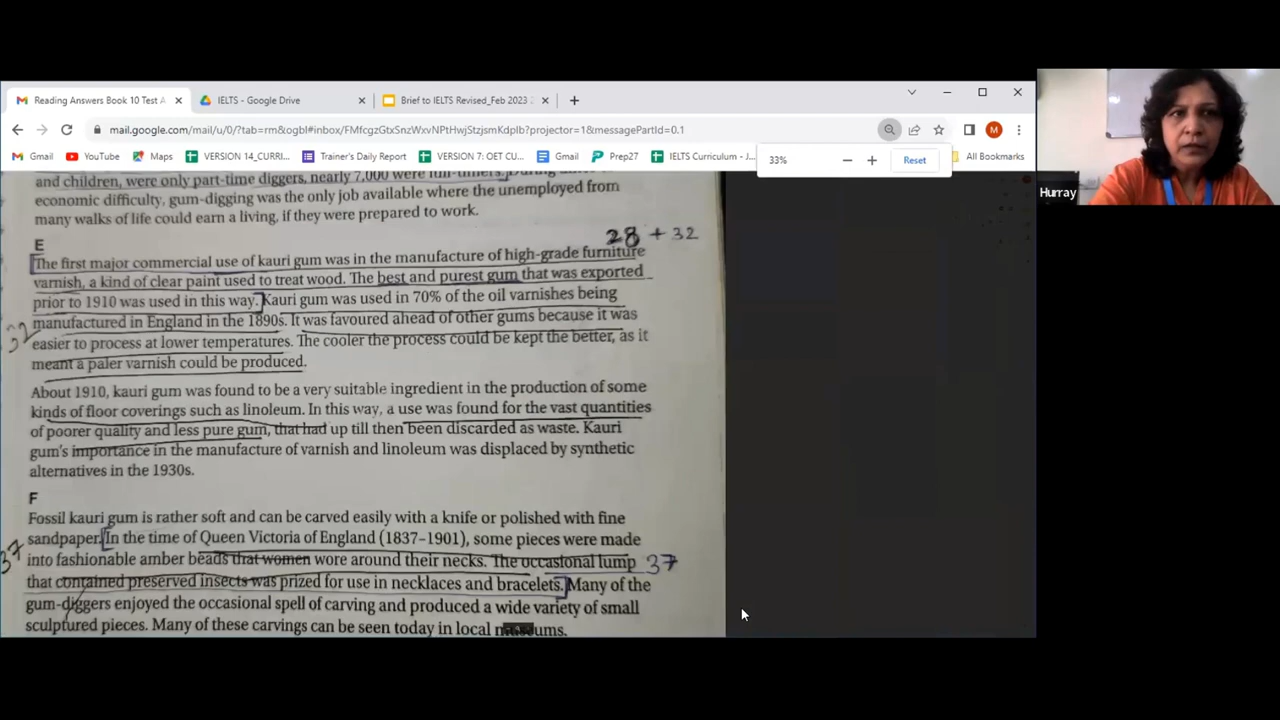 Reading Answers Book 10 Test A
IELTS - Google Drive
Brief to IELTS Revised_Feb 2023
mail.google.com/mail/u/0/?tab=rm&ogbl#inbox/FMfcgzGtxSnzWxvNPtHwjStzjsmKdplb?projector=1&messagePartId=0.1
M
Gmail
YouTube
Maps
VERSION 14_CURRI...
Trainer's Daily Report
VERSION 7: OET CU...
Gmail
Prep27
IELTS Curriculum - J...
33%
Reset
All Bookmarks
Hurray
and children, were only part-time diggers, nearly 7,000 were full-timers.
economic difficulty, gum-digging was the only job available where the unemployed from
many walks of life could earn a living, if they were prepared to work.
28 + 32
E
The first major commercial use of kauri gum was in the manufacture of high-grade furniture
varnish, a kind of clear paint used to treat wood. The best and purest gum that was exported
prior to 1910 was used in this way. Kauri gum was used in 70% of the oil varnishes being
manufactured in England in the 1890s. It was favoured ahead of other gums because it was
32
easier to process at lower temperatures. The cooler the process could be kept the better, as it
meant a paler varnish could be produced.
About 1910, kauri gum was found to be a very suitable ingredient in the production of some
kinds of floor coverings such as linoleum. In this way, a use was found for the vast quantities
of poorer quality and less pure gum, that had up till then been discarded as waste. Kauri
gum's importance in the manufacture of varnish and linoleum was displaced by synthetic
alternatives in the 1930s.
F
Fossil kauri gum is rather soft and can be carved easily with a knife or polished with fine
sandpaper. In the time of Queen Victoria of England (1837–1901), some pieces were made
37
into fashionable amber beads that women wore around their necks. The occasional lump
37
that contained preserved insects was prized for use in necklaces and bracelets. Many of the
gum-diggers enjoyed the occasional spell of carving and produced a wide variety of small
sculptured pieces. Many of these carvings can be seen today in local museums.